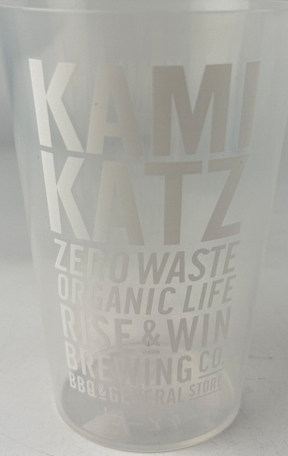 KAMI
KATZ
ZERO WASTE
ORGANIC LIFE
RISE & WIN
BREWING CO.
BBQ & GENERAL STORE